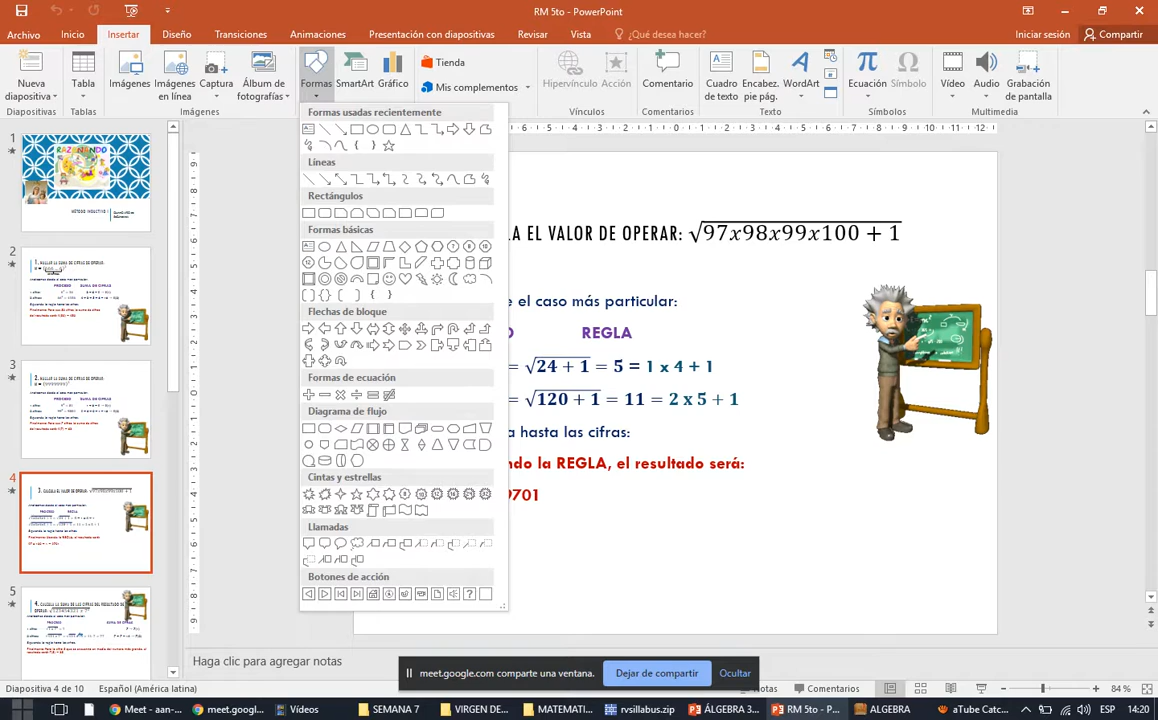 RM 5to - PowerPoint
Archivo Inicio Insertar Diseño Transiciones Animaciones Presentación con diapositivas Revisar Vista ¿Qué desea hacer? Iniciar sesión Compartir
Nueva diapositiva Tabla Imágenes Imágenes en línea Captura Álbum de fotografías Formas SmartArt Gráfico Tienda Mis complementos Hipervínculo Acción Comentario Cuadro de texto Encabez. pie pág. WordArt Ecuación Símbolo Vídeo Audio Grabación de pantalla
Diapositivas Tablas Imágenes Vínculos Comentarios Texto Símbolos Multimedia
Formas usadas recientemente
Líneas
Rectángulos
Formas básicas
Flechas de bloque
Formas de ecuación
Diagrama de flujo
Cintas y estrellas
Llamadas
Botones de acción
1
2
3
4
5
LA EL VALOR DE OPERAR: √97x98x99x100 + 1
e el caso más particular:
O REGLA
= √24 + 1 = 5 = 1 x 4 + 1
= √120 + 1 = 11 = 2 x 5 + 1
a hasta las cifras:
ndo la REGLA, el resultado será:
9701
Haga clic para agregar notas
meet.google.com comparte una ventana. Dejar de compartir Ocultar
Diapositiva 4 de 10 Español (América latina) Notas Comentarios 84 %
Meet - aan-... meet.googl... Vídeos SEMANA 7 VIRGEN DE... MATEMATI... rvsillabus.zip ÁLGEBRA 3... RM 5to - P... ALGEBRA aTube Catc... ESP 14:20